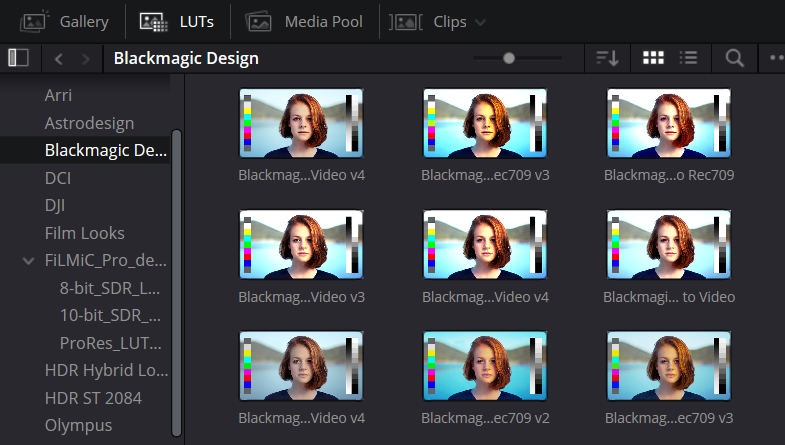 Gallery
LUTs
Media Pool
Clips
Blackmagic Design
Arri
Astrodesign
Blackmagic De...
DCI
DJI
Film Looks
FiLMiC_Pro_de...
8-bit_SDR_L...
10-bit_SDR_...
ProRes_LUT...
HDR Hybrid Lo...
HDR ST 2084
Olympus
Blackmag...Video v4
Blackmag...ec709 v3
Blackmag...o Rec709
Blackmag...Video v3
Blackmag...Video v4
Blackmagi... to Video
Blackmag...Video v4
Blackmag...ec709 v2
Blackmag...ec709 v3